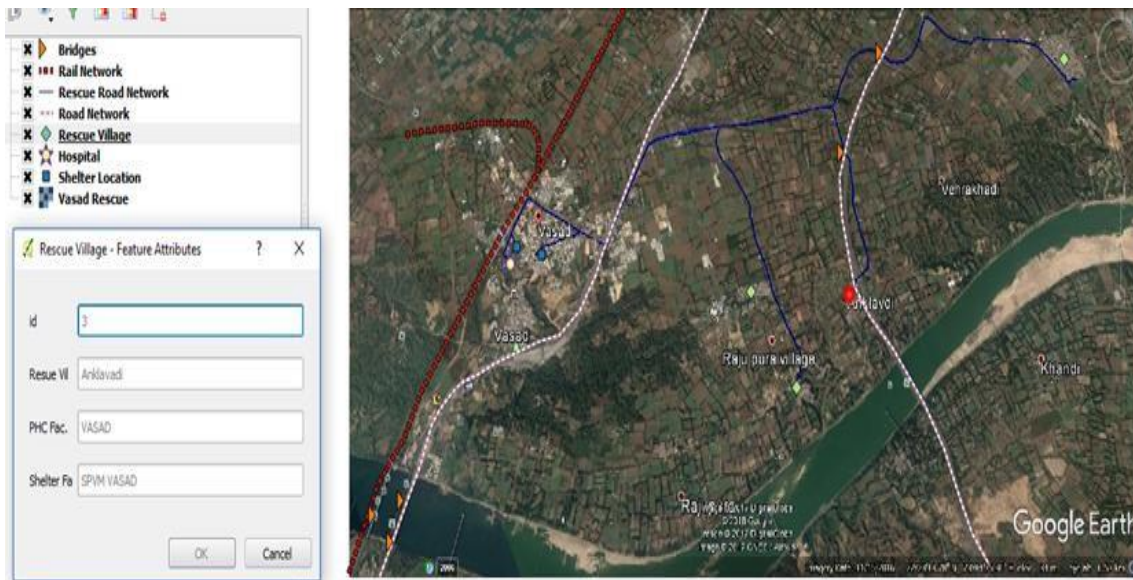 Bridges
Rail Network
Rescue Road Network
Road Network
Rescue Village
Hospital
Shelter Location
Vasad Rescue
Rescue Village - Feature Attributes ? X
id 3
Resue Vil Anklavadi
PHC Fac. VASAD
Shelter Fa SPVM VASAD
OK Cancel
Vasad
Vehrakhadi
Vasad
Raju pura village
Khandi
Google Earth